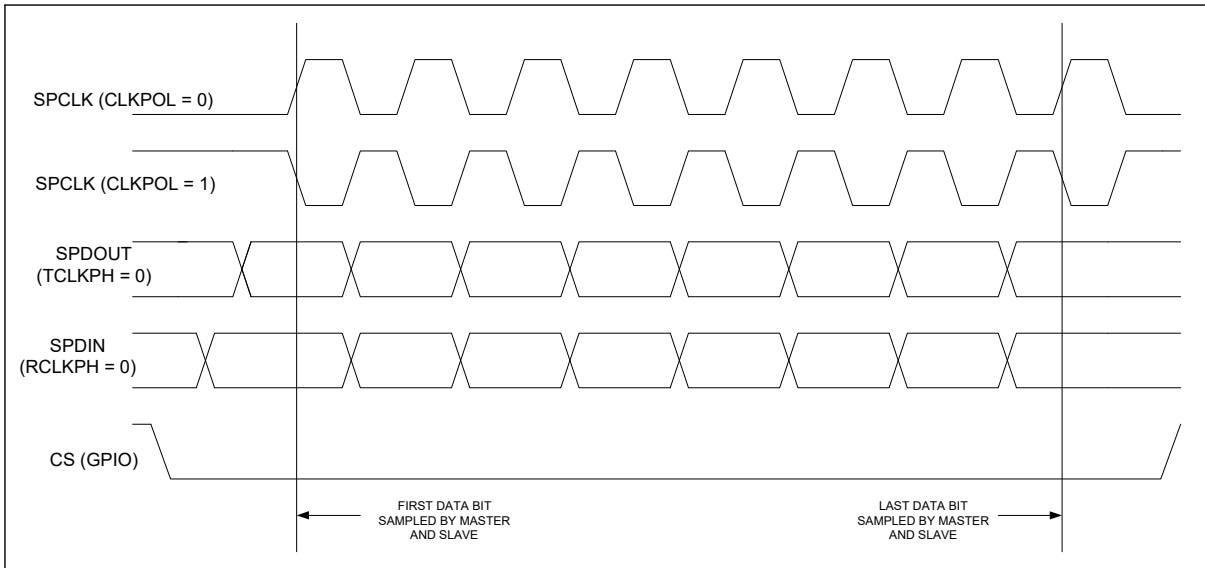 SPCLK (CLKPOL = 0)
SPCLK (CLKPOL = 1)
SPDOUT
(TCLKPH = 0)
SPDIN
(RCLKPH = 0)
CS (GPIO)
FIRST DATA BIT
SAMPLED BY MASTER
AND SLAVE
LAST DATA BIT
SAMPLED BY MASTER
AND SLAVE